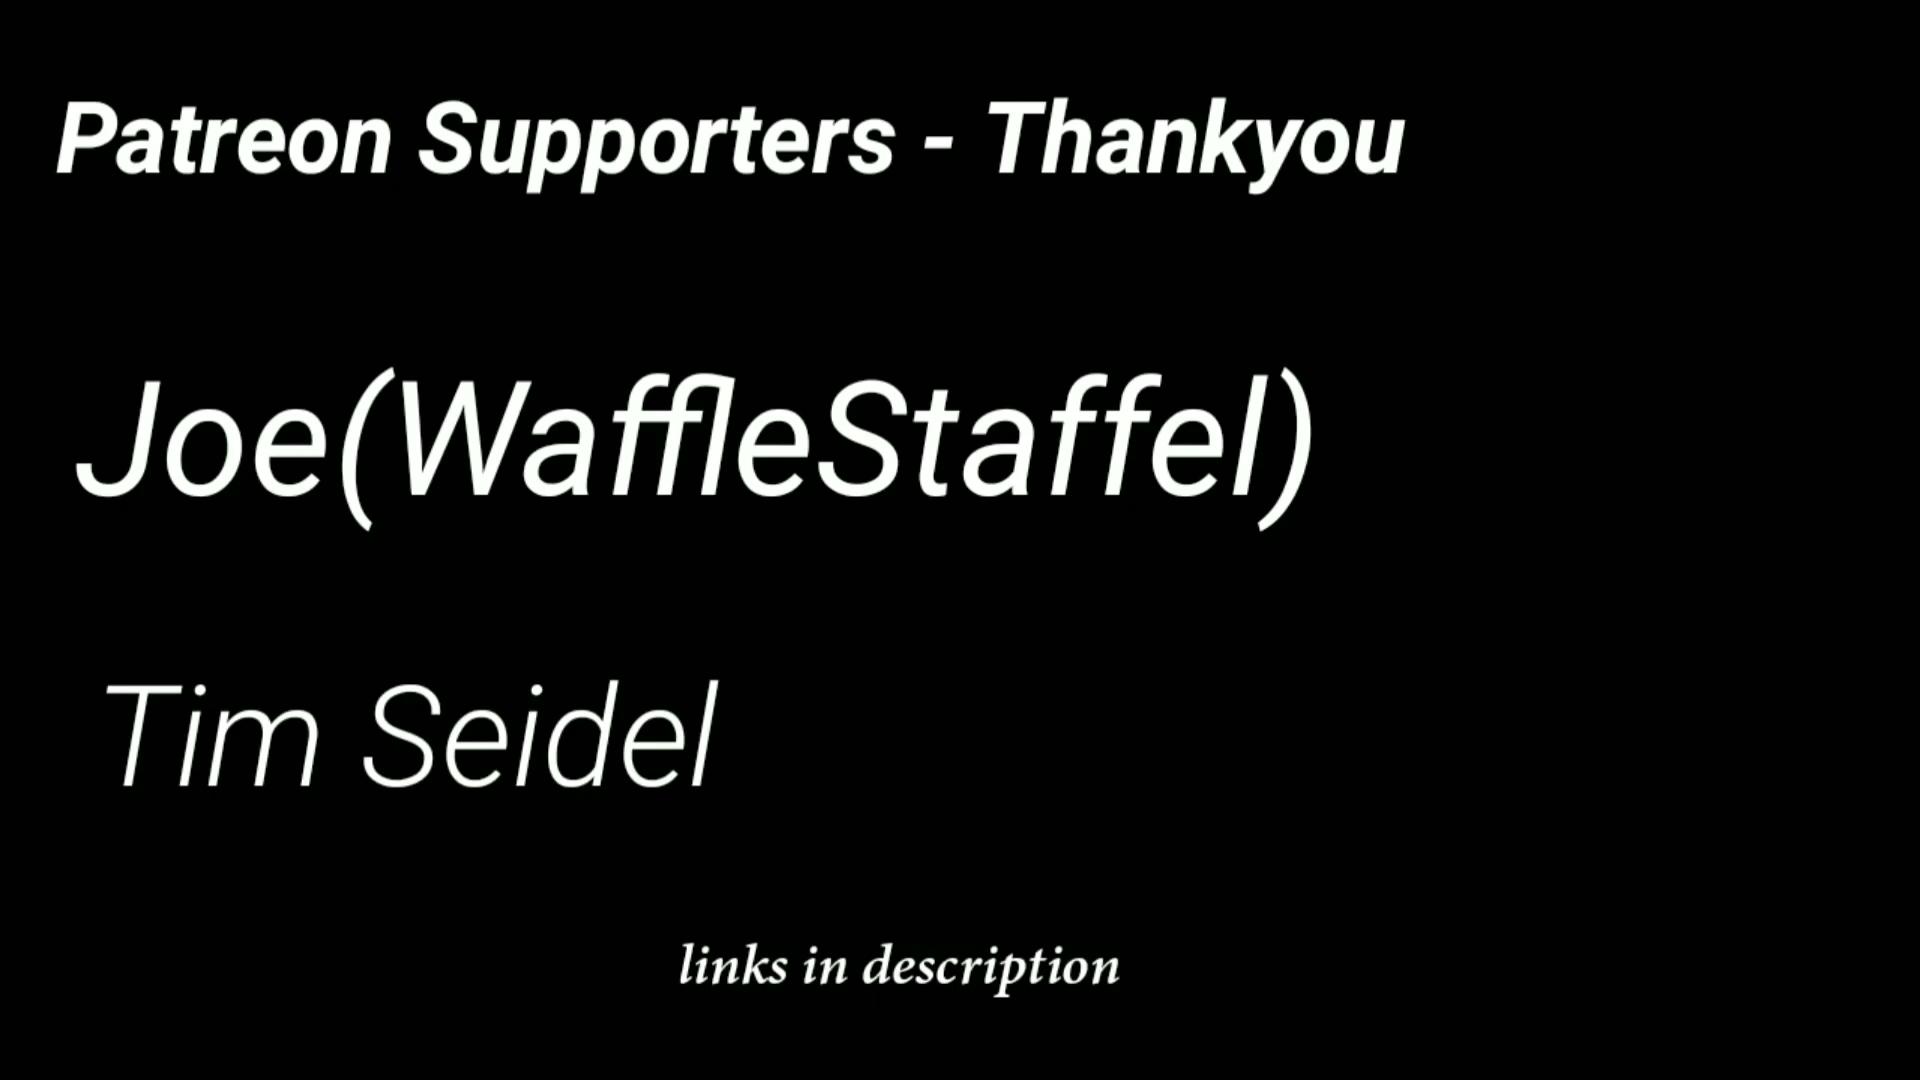 Patreon Supporters - Thankyou
Joe(WaffleStaffel)
Tim Seidel
links in description